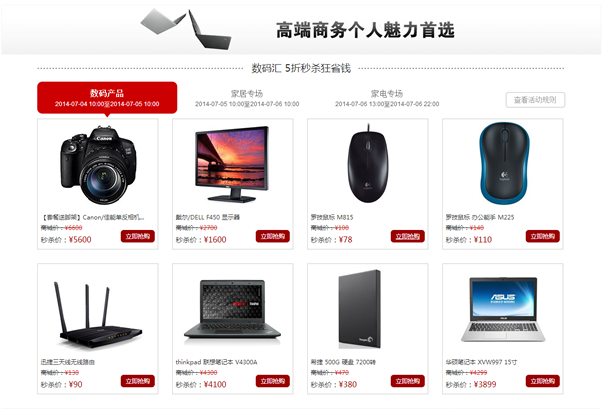 高端商务个人魅力首选
数码汇 5折秒杀狂省钱
数码产品
2014-07-04 10:00至2014-07-05 10:00
家居专场
2014-07-05 10:00至2014-07-06 10:00
家电专场
2014-07-06 13:00至2014-07-06 22:00
查看活动规则
Canon
【套餐送脚架】Canon/佳能单反相机...
商城价：¥6600
秒杀价：¥5600
立即抢购
戴尔/DELL F450 显示器
商城价：¥2700
秒杀价：¥1600
立即抢购
罗技鼠标 M815
商城价：¥100
秒杀价：¥78
立即抢购
罗技鼠标 办公能手 M225
商城价：¥140
秒杀价：¥110
立即抢购
迅捷三天线无线路由
商城价：¥130
秒杀价：¥90
立即抢购
thinkpad 联想笔记本 V4300A
商城价：¥4300
秒杀价：¥4100
立即抢购
希捷 500G 硬盘 7200转
商城价：¥470
秒杀价：¥380
立即抢购
ASUS
华硕笔记本 XVW997 15寸
商城价：¥4299
秒杀价：¥3899
立即抢购